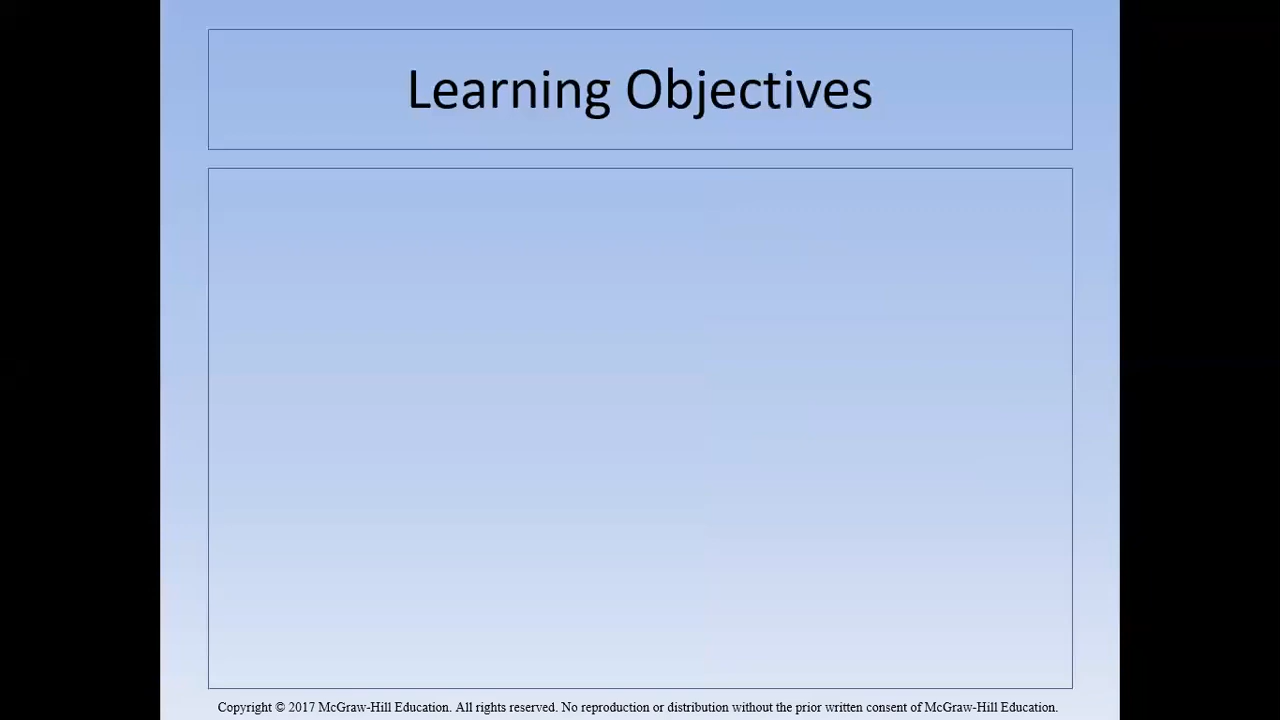 Learning Objectives
Copyright © 2017 McGraw-Hill Education. All rights reserved. No reproduction or distribution without the prior written consent of McGraw-Hill Education.